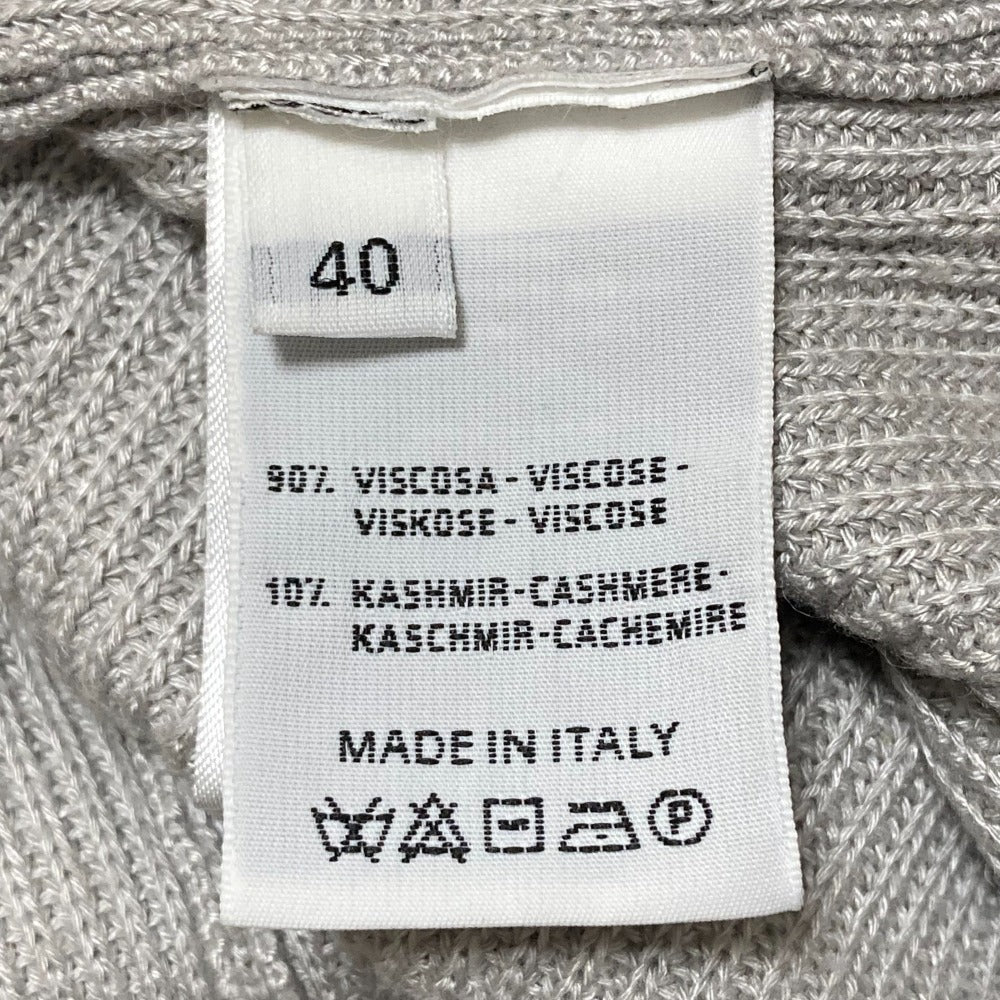 40
90% VISCOSA - VISCOSE -
VISKOSE - VISCOSE
10% KASHMIR-CASHMERE-
KASCHMIR-CACHEMIRE
MADE IN ITALY
P